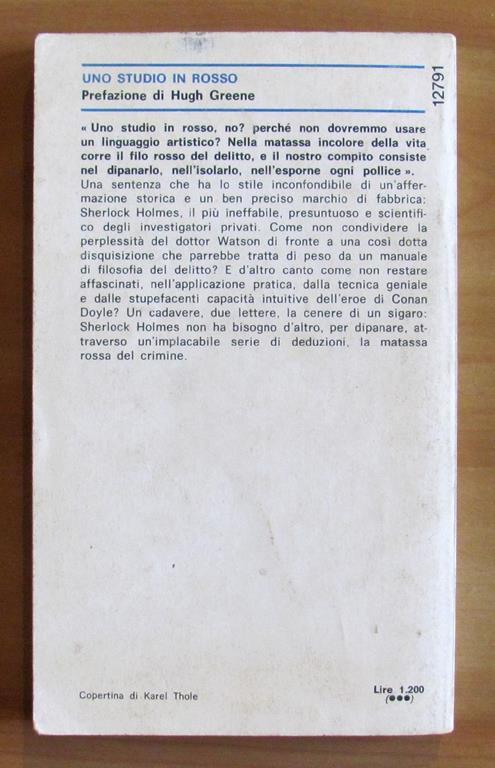 UNO STUDIO IN ROSSO
Prefazione di Hugh Greene
12791
« Uno studio in rosso, no? perché non dovremmo usare
un linguaggio artistico? Nella matassa incolore della vita
corre il filo rosso del delitto, e il nostro compito consiste
nel dipanarlo, nell'isolarlo, nell'esporne ogni pollice ».
Una sentenza che ha lo stile inconfondibile di un'affer-
mazione storica e un ben preciso marchio di fabbrica:
Sherlock Holmes, il più ineffabile, presuntuoso e scientifi-
co degli investigatori privati. Come non condividere la
perplessità del dottor Watson di fronte a una così dotta
disquisizione che parrebbe tratta di peso da un manuale
di filosofia del delitto? E d'altro canto come non restare
affascinati, nell'applicazione pratica, dalla tecnica geniale
e dalle stupefacenti capacità intuitive dell'eroe di Conan
Doyle? Un cadavere, due lettere, la cenere di un sigaro:
Sherlock Holmes non ha bisogno d'altro, per dipanare, at-
traverso un'implacabile serie di deduzioni, la matassa
rossa del crimine.
Copertina di Karel Thole
Lire 1.200
(●●●)